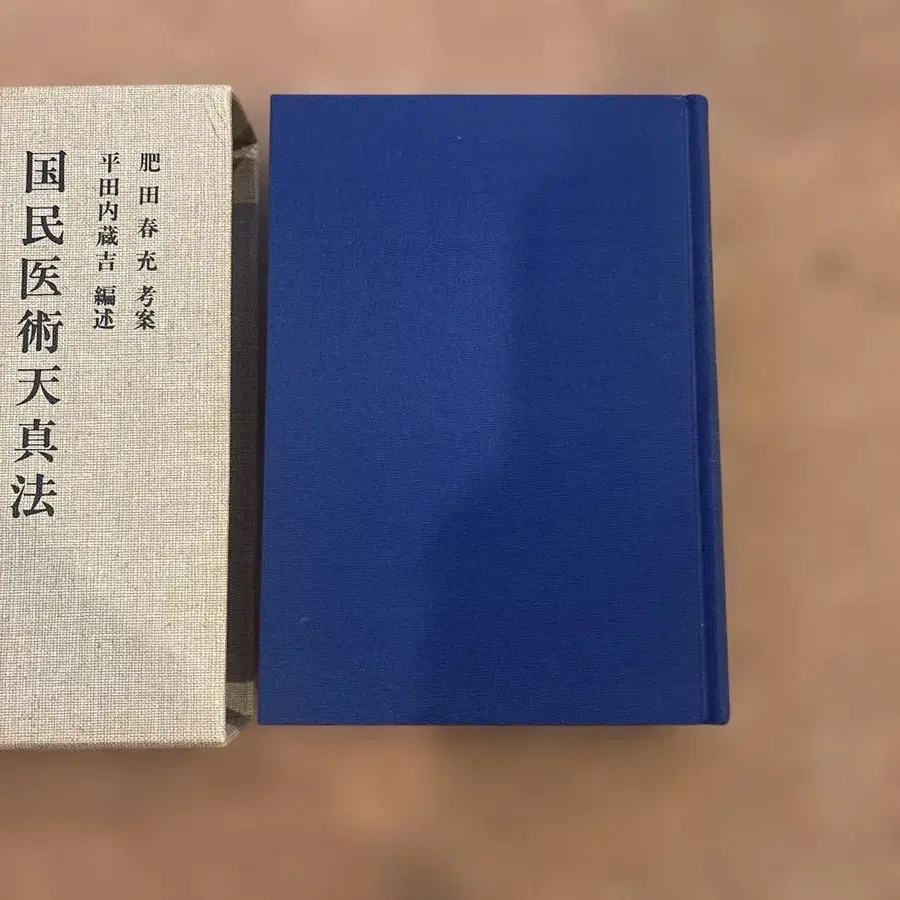 肥田春充 考案
平田内蔵吉 編述
国民医術天真法